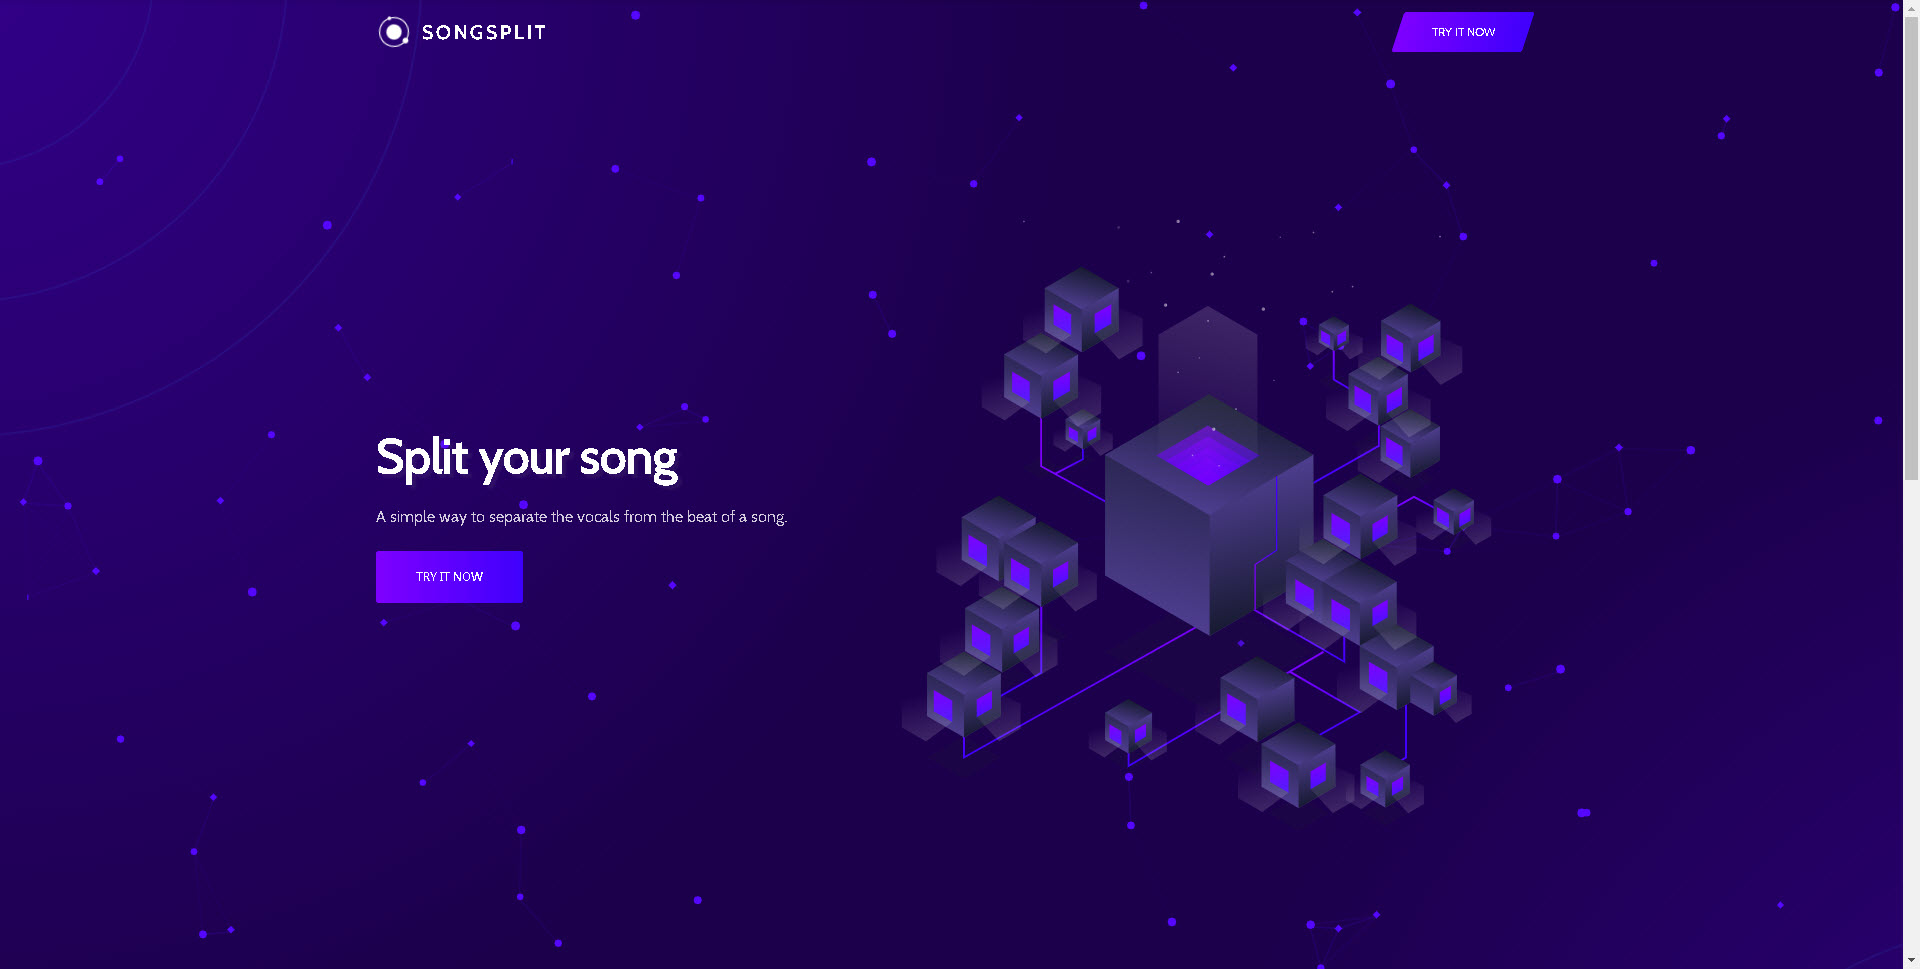 SONGSPLIT
TRY IT NOW
Split your song
A simple way to separate the vocals from the beat of a song.
TRY IT NOW